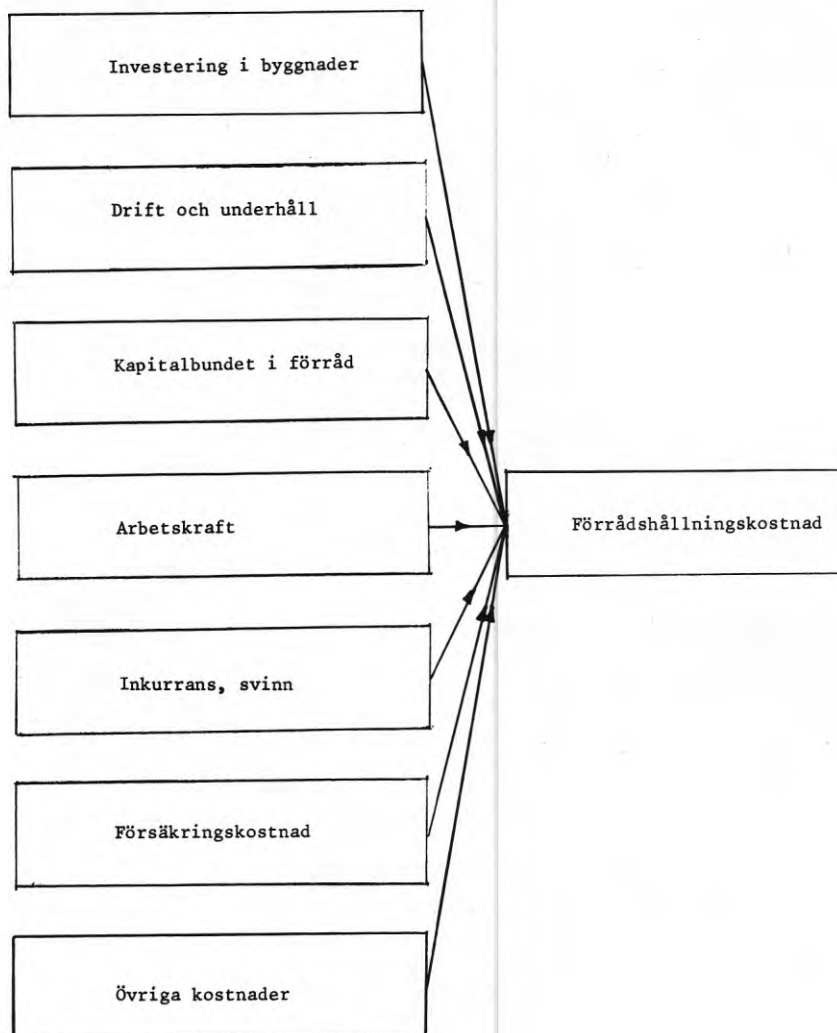 Investering i byggnader
Drift och underhåll
Kapitalbundet i förråd
Arbetskraft
Förrådshållningskostnad
Inkurrans, svinn
Försäkringskostnad
Övriga kostnader